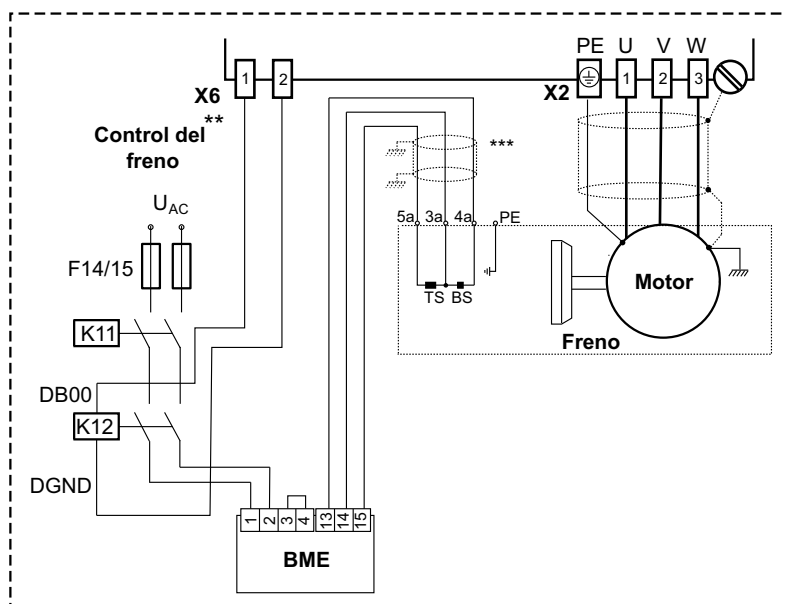 PE U V W
1 2
X6
**
X2
1 2 3
Control del
freno
***
U_AC
5a 3a 4a PE
F14/15
TS BS
Motor
Freno
K11
DB00
K12
DGND
1 2 3 4 13 14 15
BME